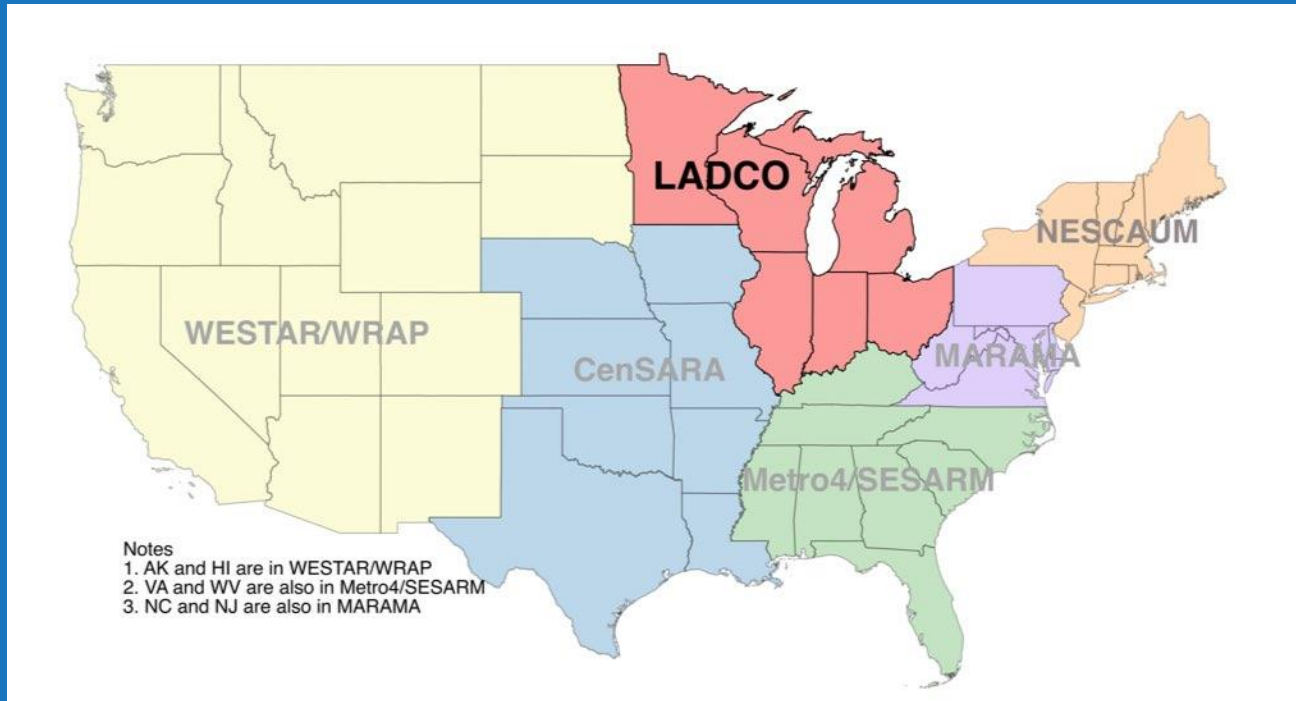 LADCO
NESCAUM
WESTAR/WRAP
MARAMA
CenSARA
Metro4/SESARM
Notes
1. AK and HI are in WESTAR/WRAP
2. VA and WV are also in Metro4/SESARM
3. NC and NJ are also in MARAMA